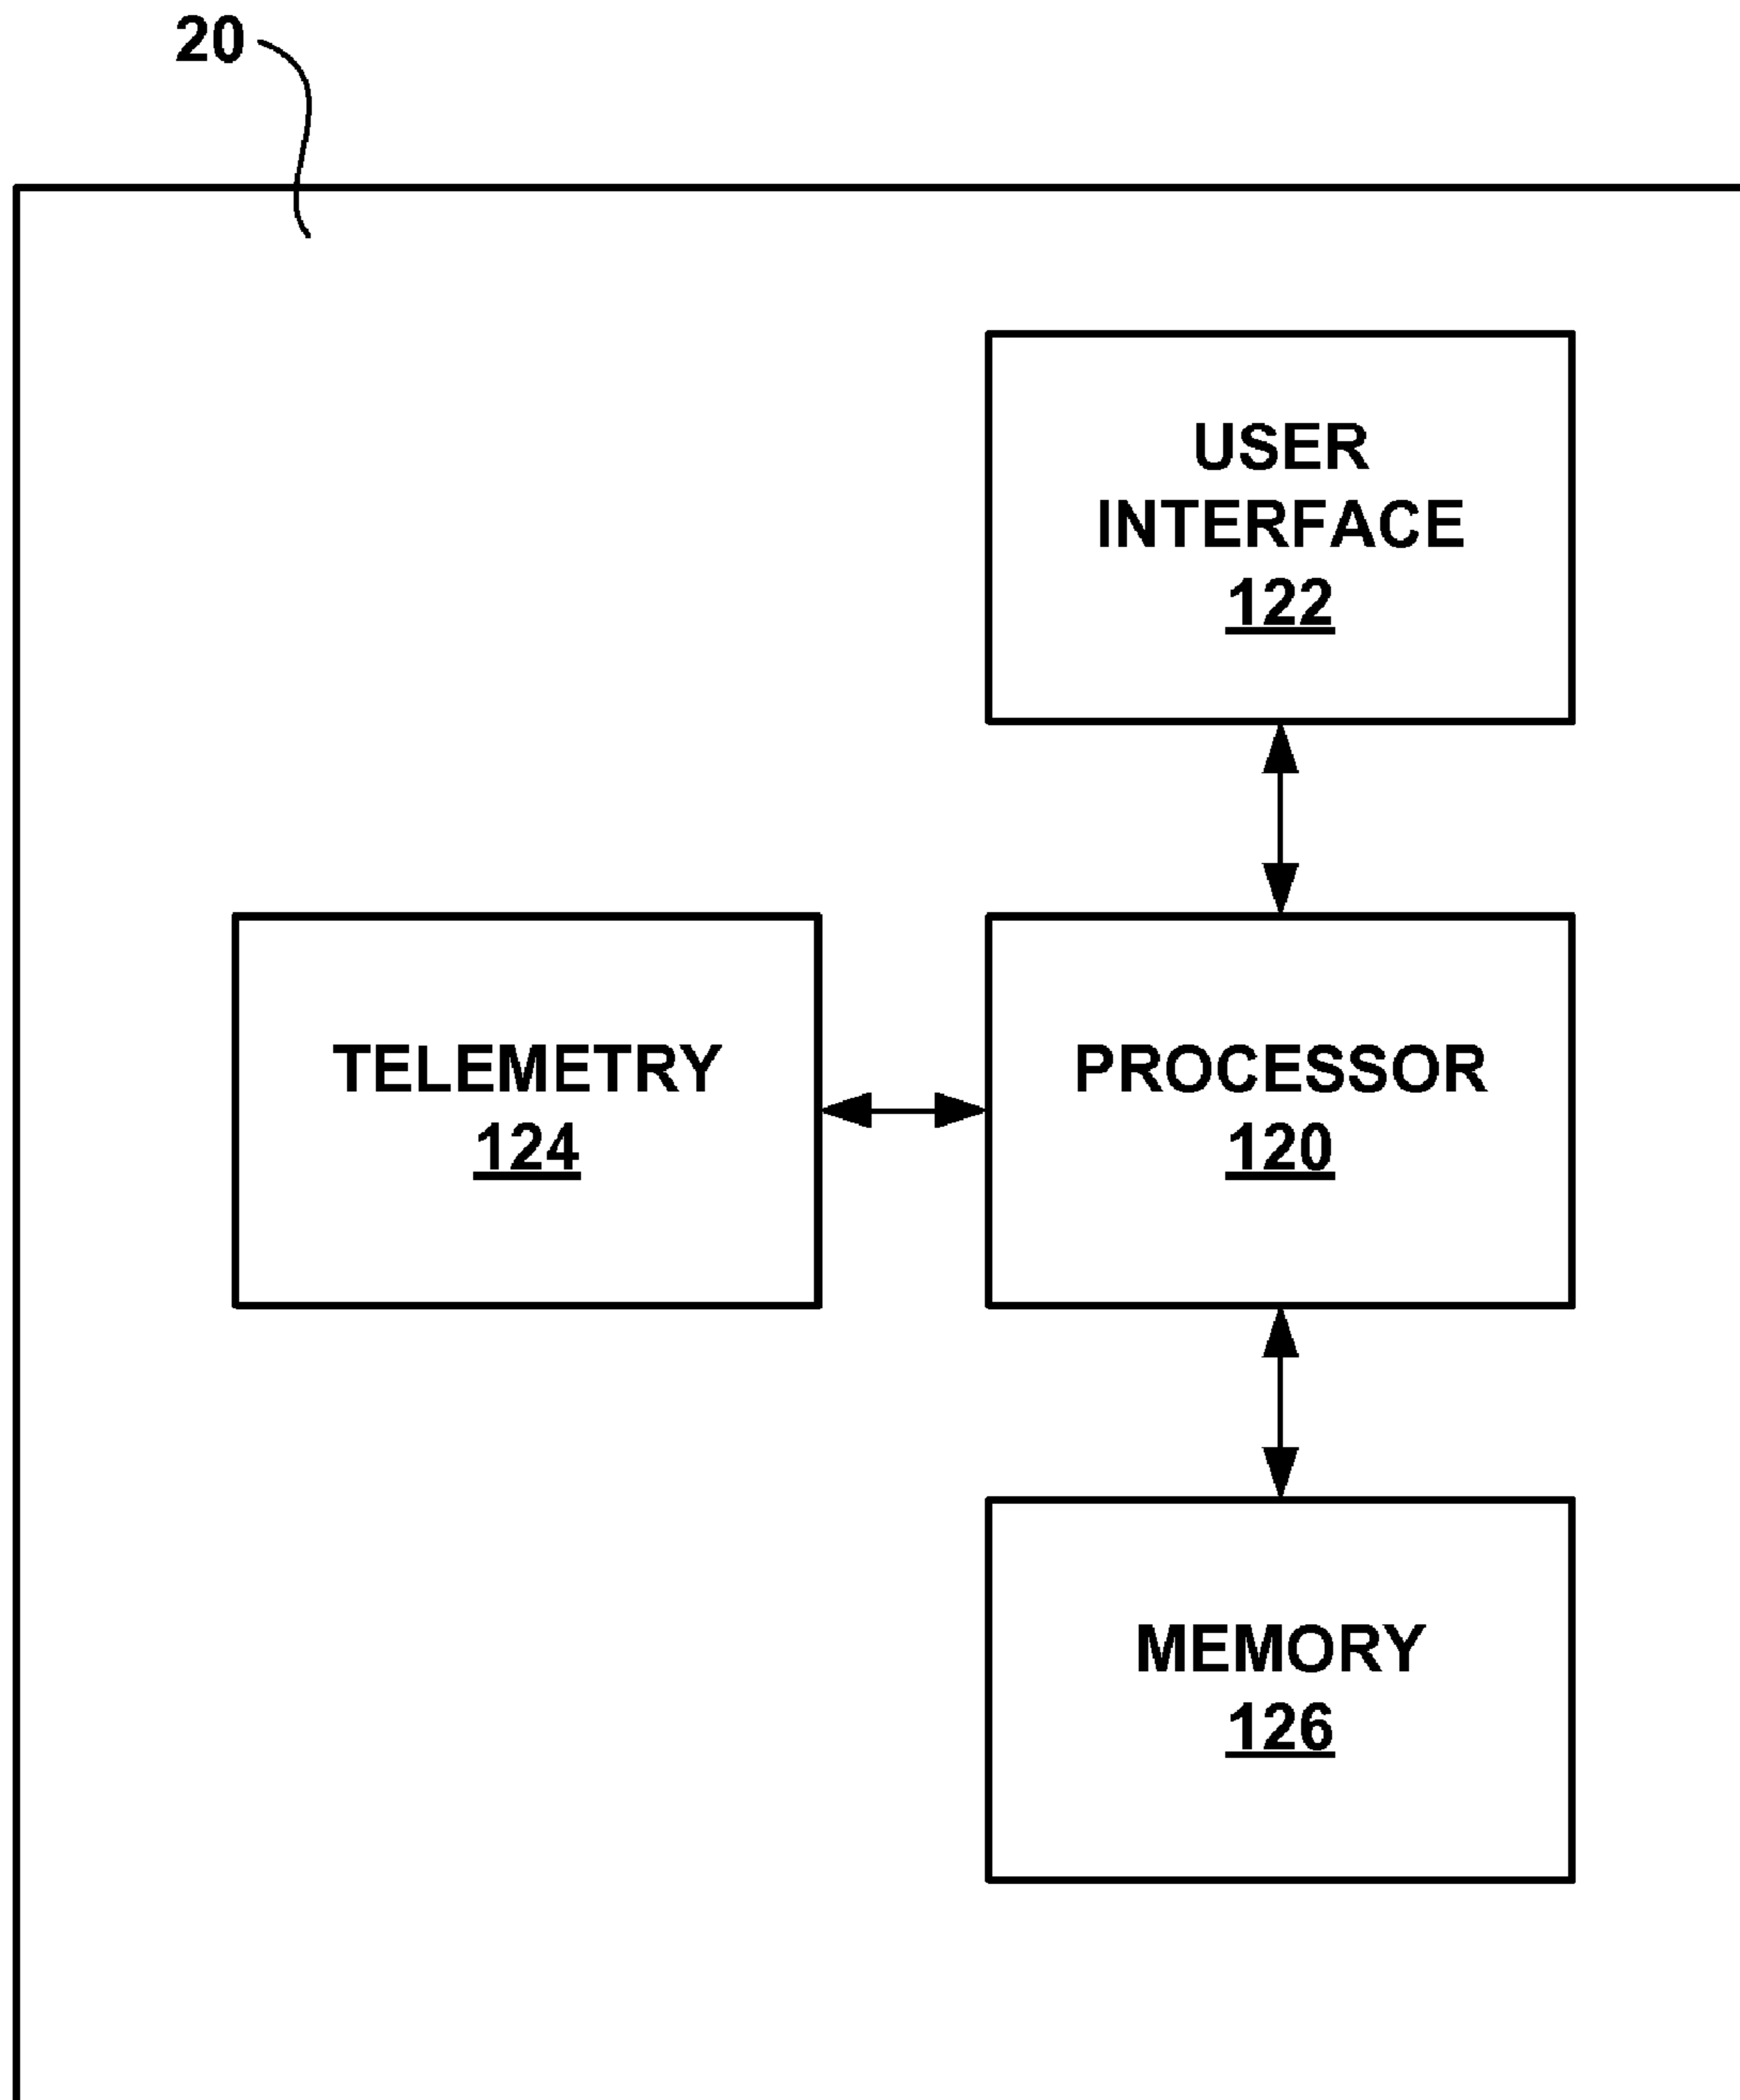 20
USER
INTERFACE
122
TELEMETRY
124
PROCESSOR
120
MEMORY
126